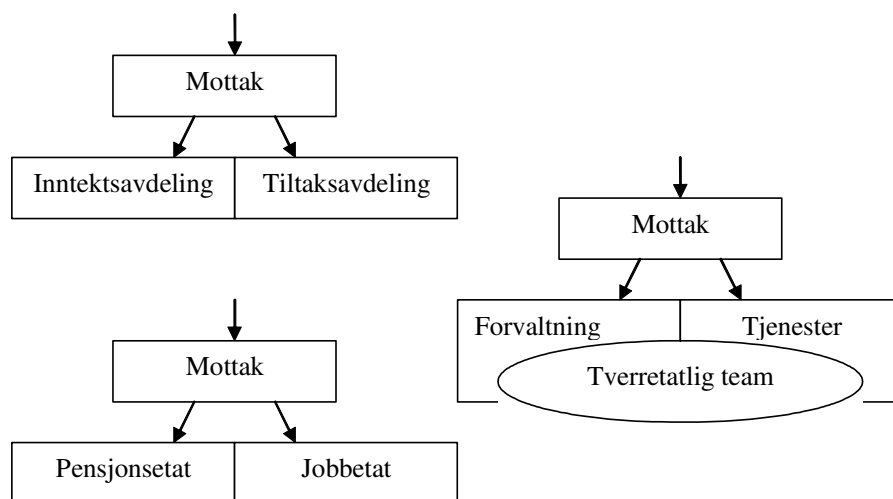 Mottak
Inntektsavdeling Tiltaksavdeling
Mottak
Pensjonsetat Jobbetat
Mottak
Forvaltning Tjenester
Tverretatlig team